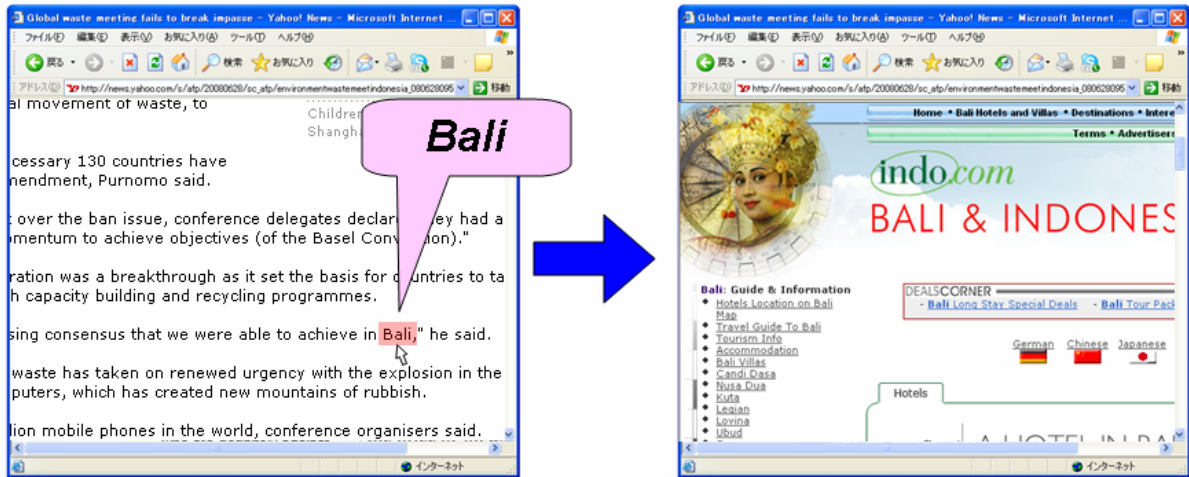 Global waste meeting fails to break impasse - Yahoo! News - Microsoft Internet ...
ファイル(F) 編集(E) 表示(V) お気に入り(A) ツール(T) ヘルプ(H)
戻る 検索 お気に入り
アドレス(D) http://news.yahoo.com/s/afp/20080628/sc_afp/environmentwastemeetindonesia_080628095 移動
al movement of waste, to
Children
Shangh
cessary 130 countries have
mendment, Purnomo said.
t over the ban issue, conference delegates declar ey had a
omentum to achieve objectives (of the Basel Conv on)."
ration was a breakthrough as it set the basis for untries to ta
h capacity building and recycling programmes.
sing consensus that we were able to achieve in Bali," he said.
waste has taken on renewed urgency with the explosion in the
puters, which has created new mountains of rubbish.
lion mobile phones in the world, conference organisers said.
インターネット
Bali
Global waste meeting fails to break impasse - Yahoo! News - Microsoft Internet ...
ファイル(F) 編集(E) 表示(V) お気に入り(A) ツール(T) ヘルプ(H)
戻る 検索 お気に入り
アドレス(D) http://news.yahoo.com/s/afp/20080628/sc_afp/environmentwastemeetindonesia_080628095 移動
Home • Bali Hotels and Villas • Destinations • Intere
Terms • Advertisers
indo.com
BALI & INDONES
Bali: Guide & Information
Hotels Location on Bali
Map
Travel Guide To Bali
Tourism Info
Accommodation
Bali Villas
Candi Dasa
Nusa Dua
Kuta
Legian
Lovina
Ubud
DEALSCORNER
- Bali Long Stay Special Deals - Bali Tour Pack
German Chinese Japanese
Hotels
A HOTEL IN BA
インターネット